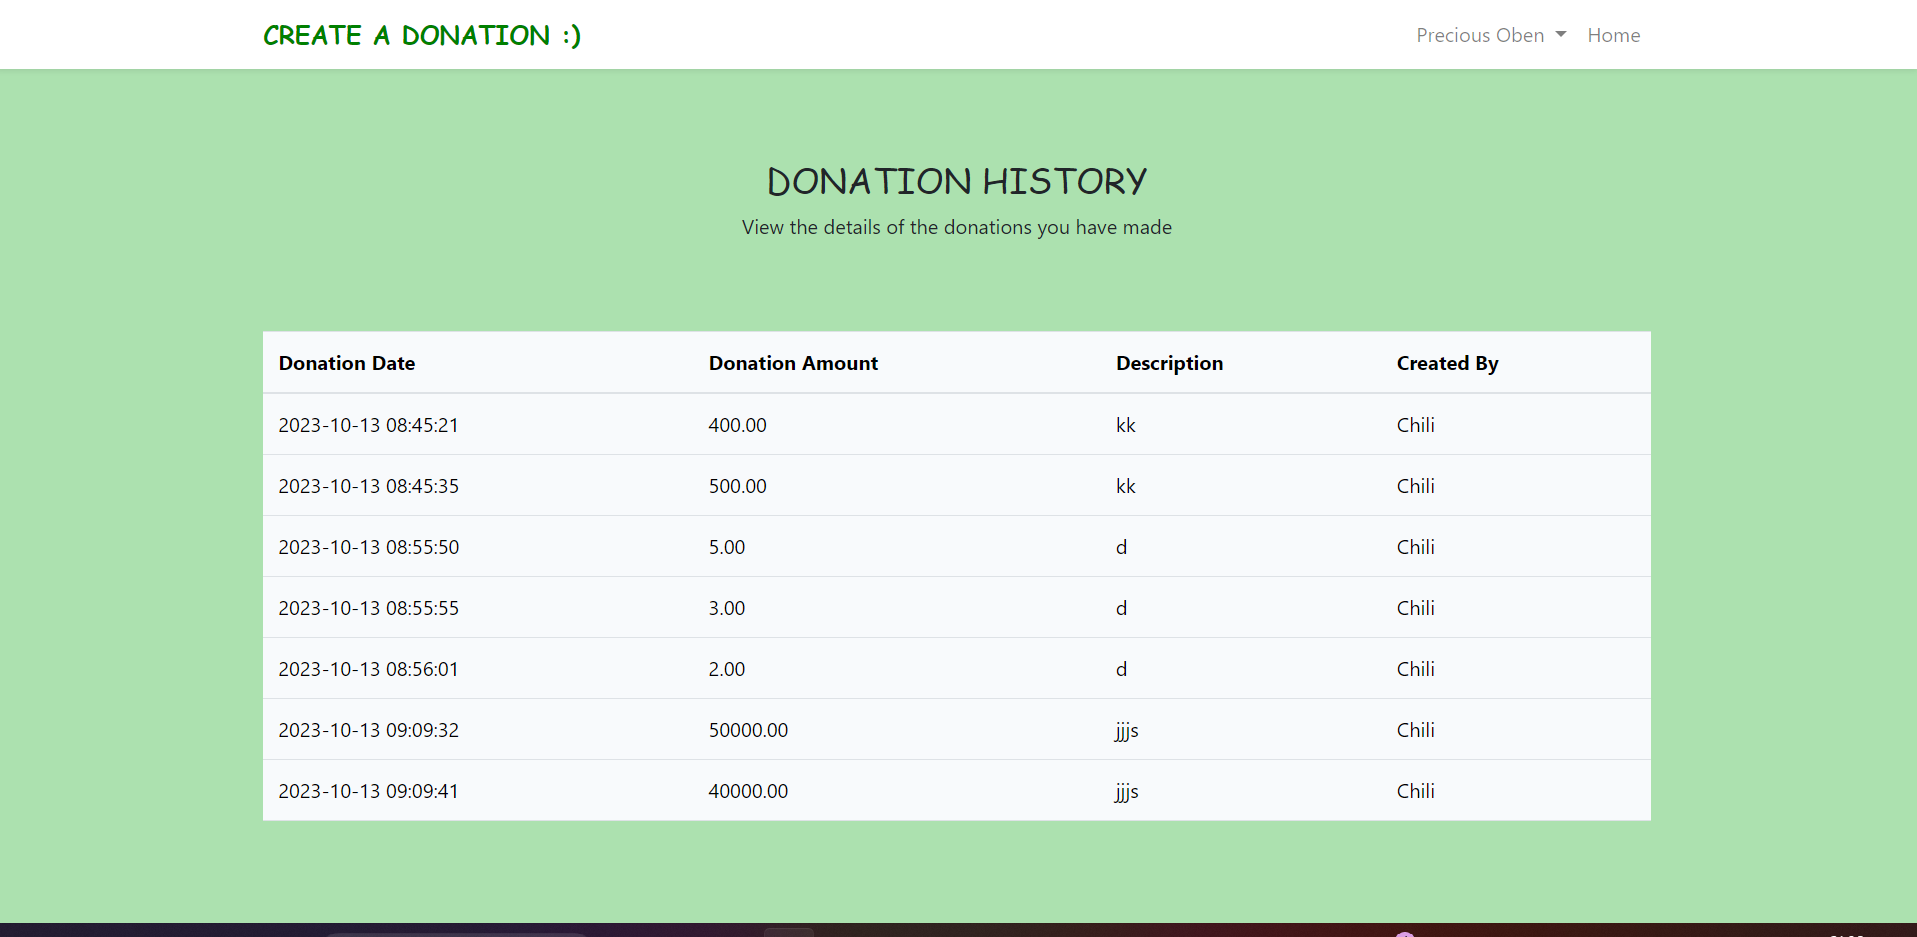 CREATE A DONATION :)
Precious Oben Home
DONATION HISTORY
View the details of the donations you have made
Donation Date Donation Amount Description Created By
2023-10-13 08:45:21 400.00 kk Chili
2023-10-13 08:45:35 500.00 kk Chili
2023-10-13 08:55:50 5.00 d Chili
2023-10-13 08:55:55 3.00 d Chili
2023-10-13 08:56:01 2.00 d Chili
2023-10-13 09:09:32 50000.00 jjjs Chili
2023-10-13 09:09:41 40000.00 jjjs Chili